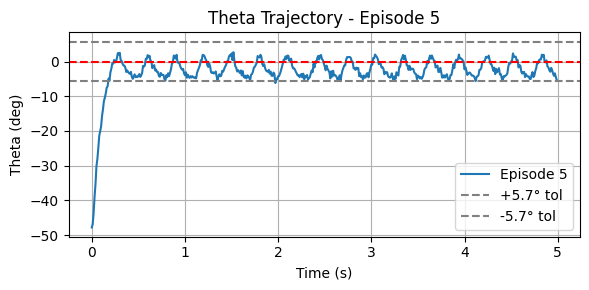 Theta Trajectory - Episode 5
Theta (deg)
0
−10
−20
−30
−40
−50
Episode 5
+5.7° tol
-5.7° tol
0 1 2 3 4 5
Time (s)